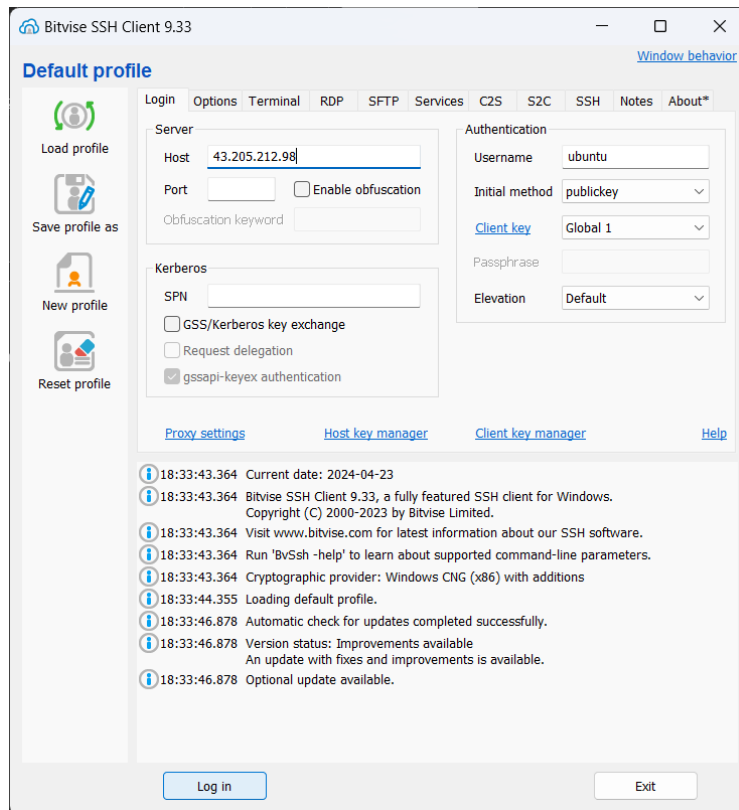 Bitvise SSH Client 9.33
Window behavior
Default profile
Load profile
Save profile as
New profile
Reset profile
Login Options Terminal RDP SFTP Services C2S S2C SSH Notes About*
Server
Host 43.205.212.98
Port Enable obfuscation
Obfuscation keyword
Kerberos
SPN
GSS/Kerberos key exchange
Request delegation
gssapi-keyex authentication
Authentication
Username ubuntu
Initial method publickey
Client key Global 1
Passphrase
Elevation Default
Proxy settings Host key manager Client key manager Help
18:33:43.364 Current date: 2024-04-23
18:33:43.364 Bitvise SSH Client 9.33, a fully featured SSH client for Windows.
Copyright (C) 2000-2023 by Bitvise Limited.
18:33:43.364 Visit www.bitvise.com for latest information about our SSH software.
18:33:43.364 Run 'BvSsh -help' to learn about supported command-line parameters.
18:33:43.364 Cryptographic provider: Windows CNG (x86) with additions
18:33:44.355 Loading default profile.
18:33:46.878 Automatic check for updates completed successfully.
18:33:46.878 Version status: Improvements available
An update with fixes and improvements is available.
18:33:46.878 Optional update available.
Log in Exit